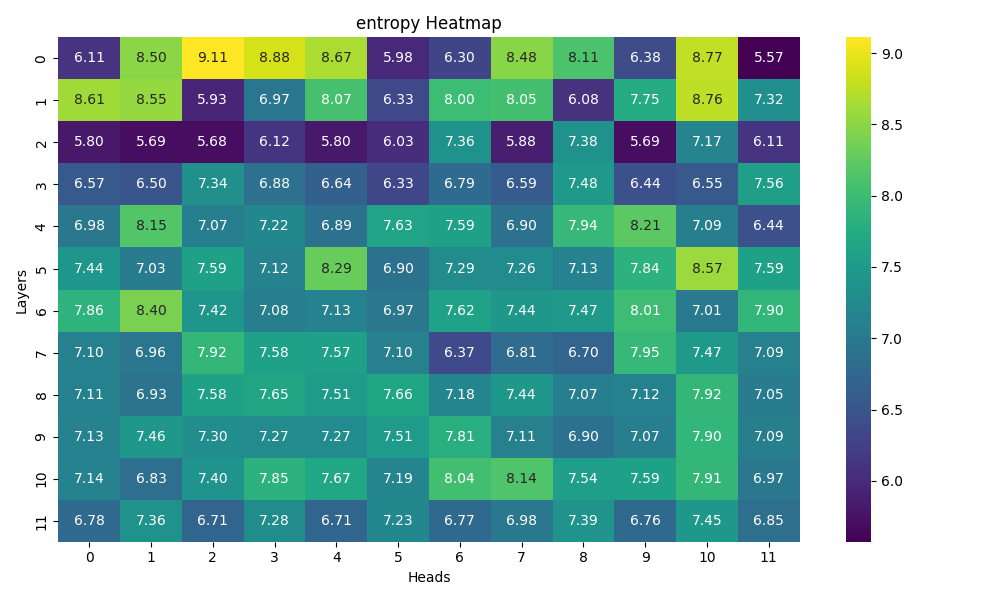 entropy Heatmap
0 6.11 8.50 9.11 8.88 8.67 5.98 6.30 8.48 8.11 6.38 8.77 5.57
1 8.61 8.55 5.93 6.97 8.07 6.33 8.00 8.05 6.08 7.75 8.76 7.32
2 5.80 5.69 5.68 6.12 5.80 6.03 7.36 5.88 7.38 5.69 7.17 6.11
3 6.57 6.50 7.34 6.88 6.64 6.33 6.79 6.59 7.48 6.44 6.55 7.56
4 6.98 8.15 7.07 7.22 6.89 7.63 7.59 6.90 7.94 8.21 7.09 6.44
5 7.44 7.03 7.59 7.12 8.29 6.90 7.29 7.26 7.13 7.84 8.57 7.59
6 7.86 8.40 7.42 7.08 7.13 6.97 7.62 7.44 7.47 8.01 7.01 7.90
7 7.10 6.96 7.92 7.58 7.57 7.10 6.37 6.81 6.70 7.95 7.47 7.09
8 7.11 6.93 7.58 7.65 7.51 7.66 7.18 7.44 7.07 7.12 7.92 7.05
9 7.13 7.46 7.30 7.27 7.27 7.51 7.81 7.11 6.90 7.07 7.90 7.09
10 7.14 6.83 7.40 7.85 7.67 7.19 8.04 8.14 7.54 7.59 7.91 6.97
11 6.78 7.36 6.71 7.28 6.71 7.23 6.77 6.98 7.39 6.76 7.45 6.85
0 1 2 3 4 5 6 7 8 9 10 11
Heads
Layers
9.0
8.5
8.0
7.5
7.0
6.5
6.0